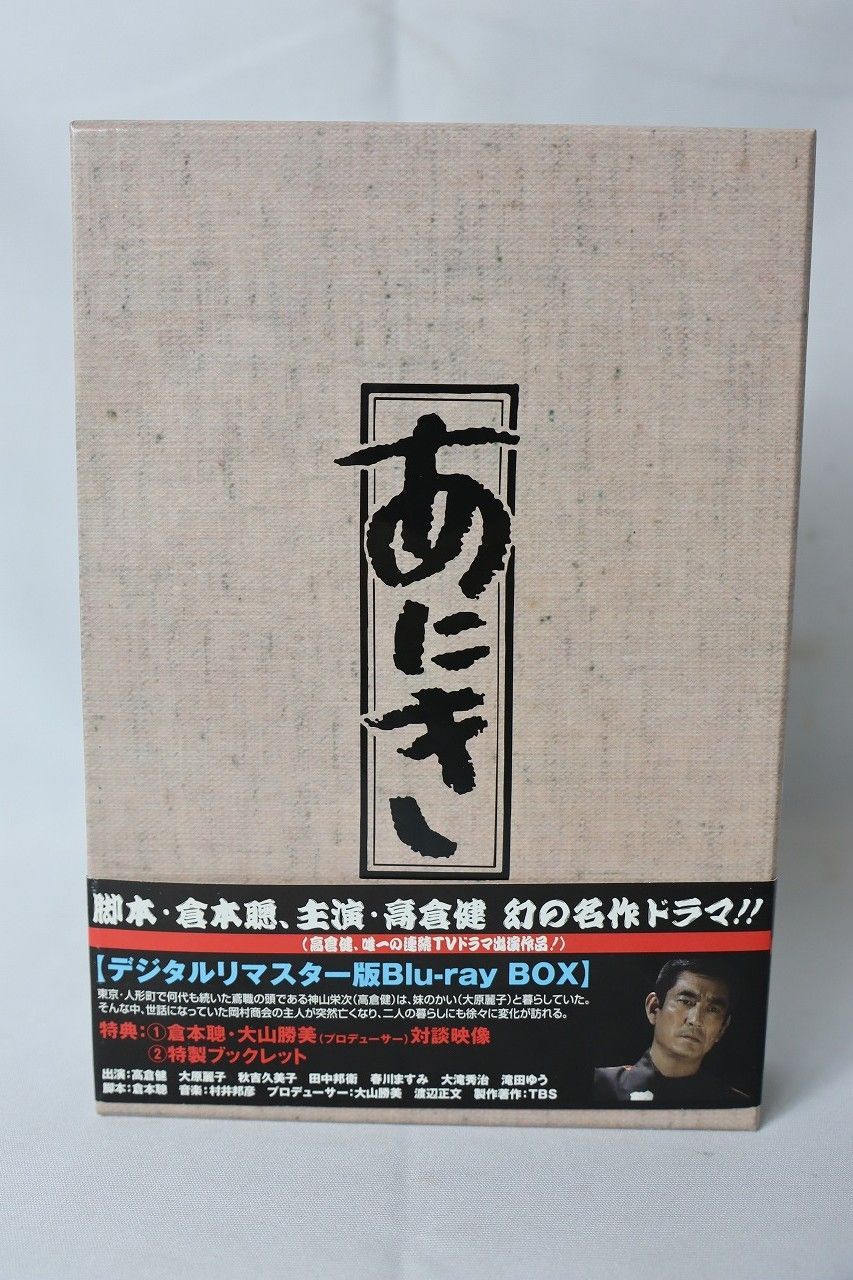 あにき
脚本・倉本聰、主演・高倉健 幻の名作ドラマ!!
(高倉健、唯一の連続TVドラマ出演作品!)
【デジタルリマスター版Blu-ray BOX】
東京・人形町で何代も続いた鳶職の頭である神山栄次(高倉健)は、妹のかい(大原麗子)と暮らしていた。
そんな中、世話になっていた岡村商会の主人が突然亡くなり、二人の暮らしにも徐々に変化が訪れる。
特典:①倉本聰・大山勝美(プロデューサー)対談映像
②特製ブックレット
出演:高倉健 大原麗子 秋吉久美子 田中邦衛 春川ますみ 大滝秀治 滝田ゆう
脚本:倉本聰 音楽:村井邦彦 プロデューサー:大山勝美 渡辺正文 製作著作:TBS